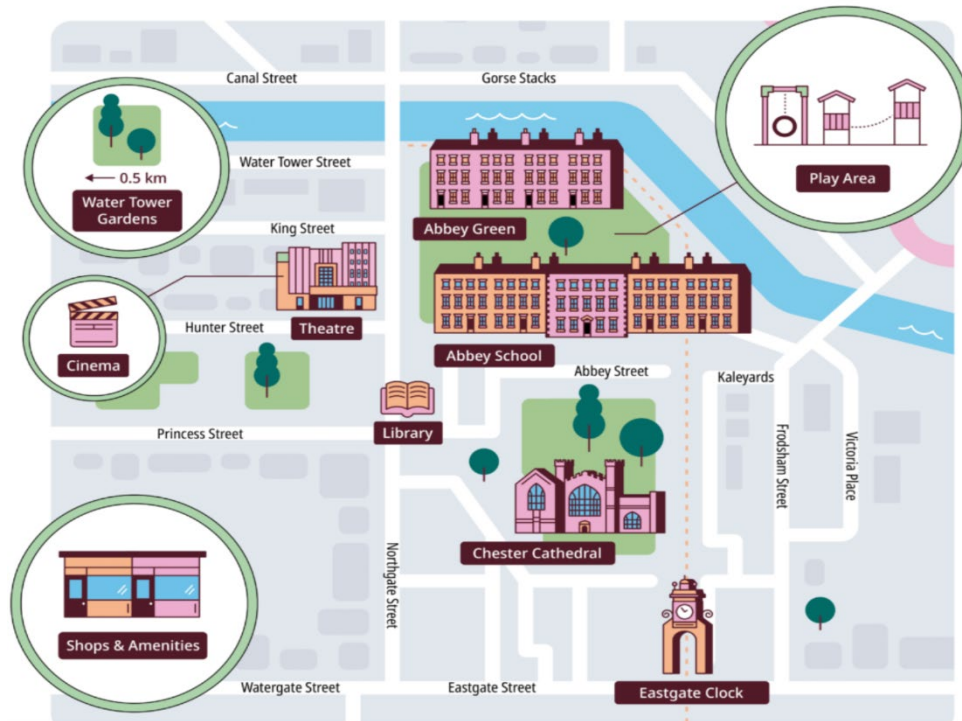 Canal Street
Gorse Stacks
0.5 km
Water Tower
Gardens
Water Tower Street
Play Area
King Street
Abbey Green
Cinema
Hunter Street
Theatre
Abbey School
Abbey Street
Kaleyards
Library
Princess Street
Frodsham Street
Victoria Place
Chester Cathedral
Northgate Street
Shops & Amenities
Watergate Street
Eastgate Street
Eastgate Clock